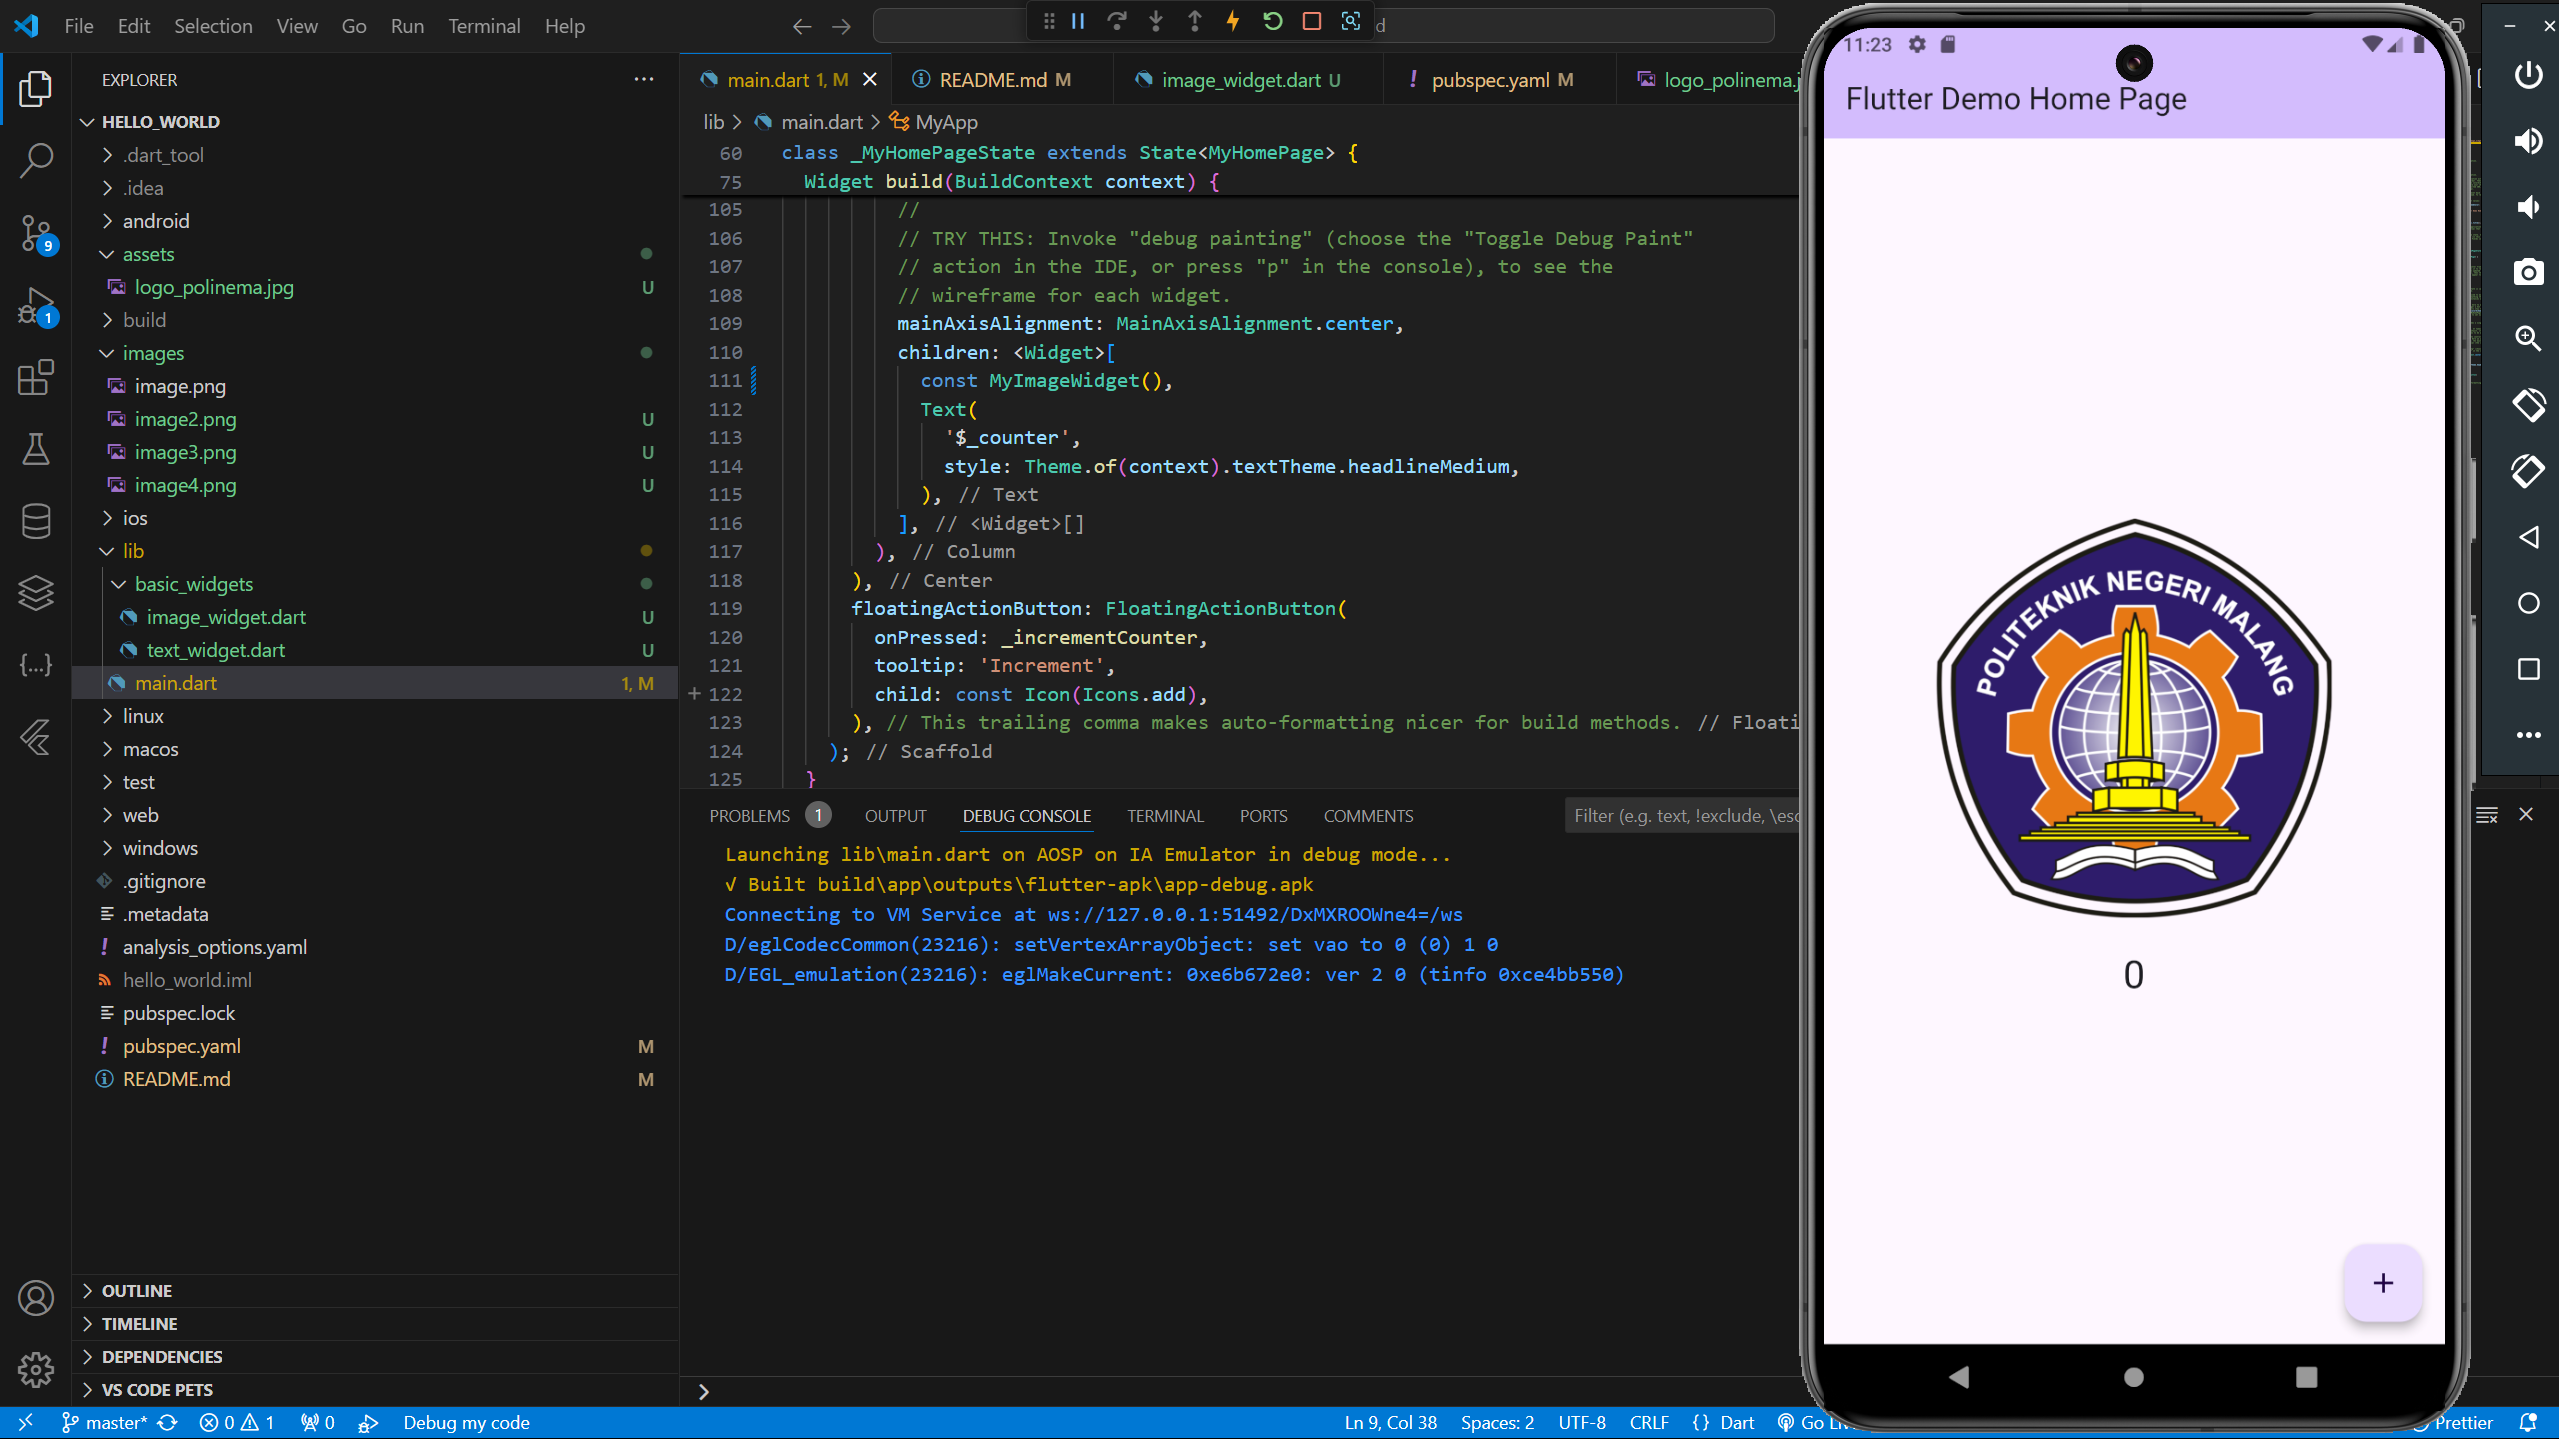 File Edit Selection View Go Run Terminal Help
d
EXPLORER
HELLO_WORLD
.dart_tool
.idea
android
assets
logo_polinema.jpg U
build
images
image.png
image2.png U
image3.png U
image4.png U
ios
lib
basic_widgets
image_widget.dart U
text_widget.dart U
main.dart 1, M
linux
macos
test
web
windows
.gitignore
.metadata
analysis_options.yaml
hello_world.iml
pubspec.lock
pubspec.yaml M
README.md M
OUTLINE
TIMELINE
DEPENDENCIES
VS CODE PETS
9
1
main.dart 1, M README.md M image_widget.dart U pubspec.yaml M logo_polinema.j
lib > main.dart > MyApp
60 class _MyHomePageState extends State<MyHomePage> {
75 Widget build(BuildContext context) {
105 //
106 // TRY THIS: Invoke "debug painting" (choose the "Toggle Debug Paint"
107 // action in the IDE, or press "p" in the console), to see the
108 // wireframe for each widget.
109 mainAxisAlignment: MainAxisAlignment.center,
110 children: <Widget>[
111 const MyImageWidget(),
112 Text(
113 '$_counter',
114 style: Theme.of(context).textTheme.headlineMedium,
115 ), // Text
116 ], // <Widget>[]
117 ), // Column
118 ), // Center
119 floatingActionButton: FloatingActionButton(
120 onPressed: _incrementCounter,
121 tooltip: 'Increment',
122 child: const Icon(Icons.add),
123 ), // This trailing comma makes auto-formatting nicer for build methods. // Floati
124 ); // Scaffold
125 }
PROBLEMS 1 OUTPUT DEBUG CONSOLE TERMINAL PORTS COMMENTS Filter (e.g. text, !exclude, \esc
Launching lib\main.dart on AOSP on IA Emulator in debug mode...
√ Built build\app\outputs\flutter-apk\app-debug.apk
Connecting to VM Service at ws://127.0.0.1:51492/DxMXROOWne4=/ws
D/eglCodecCommon(23216): setVertexArrayObject: set vao to 0 (0) 1 0
D/EGL_emulation(23216): eglMakeCurrent: 0xe6b672e0: ver 2 0 (tinfo 0xce4bb550)
11:23
Flutter Demo Home Page
POLITEKNIK NEGERI MALANG
0
+
master* 0 1 0 Debug my code Ln 9, Col 38 Spaces: 2 UTF-8 CRLF {} Dart Go Li Prettier